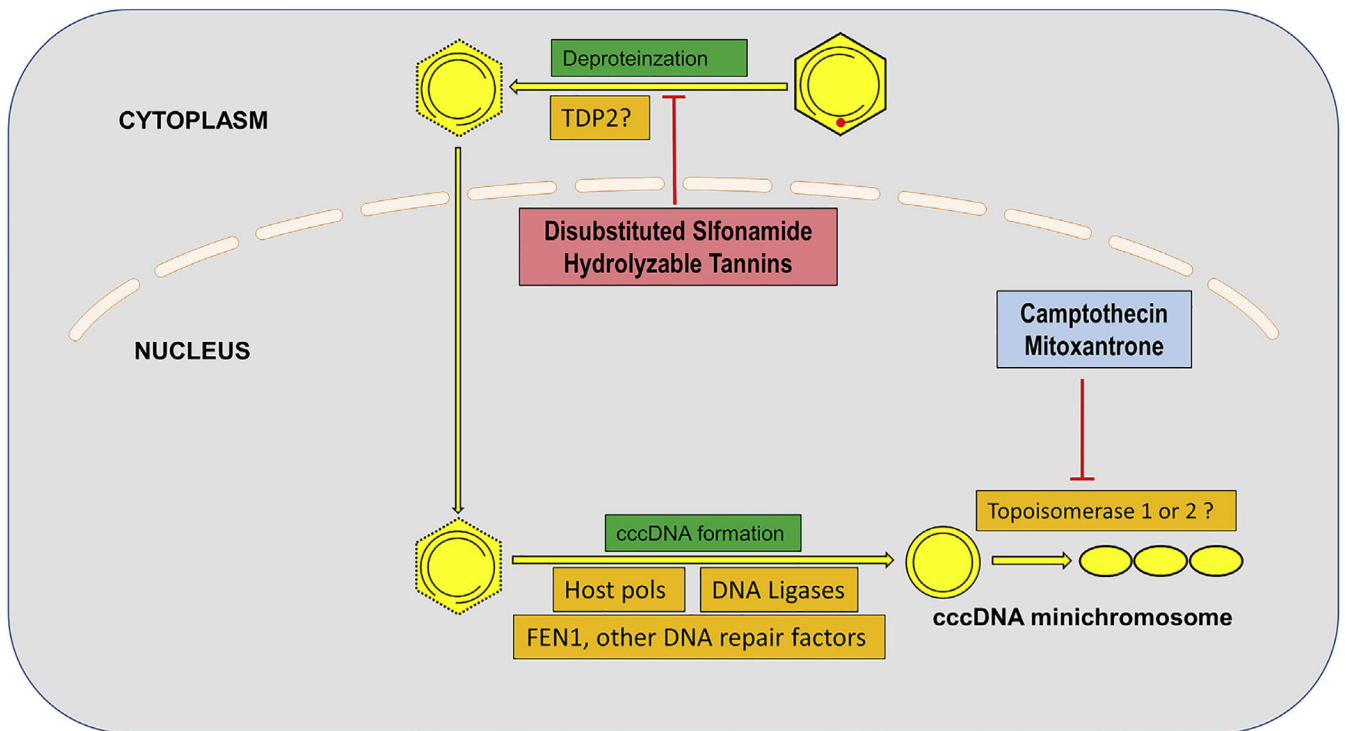 Deproteinzation
TDP2?
CYTOPLASM
Disubstituted Slfonamide
Hydrolyzable Tannins
NUCLEUS
Camptothecin
Mitoxantrone
Topoisomerase 1 or 2 ?
cccDNA formation
Host pols
DNA Ligases
FEN1, other DNA repair factors
cccDNA minichromosome